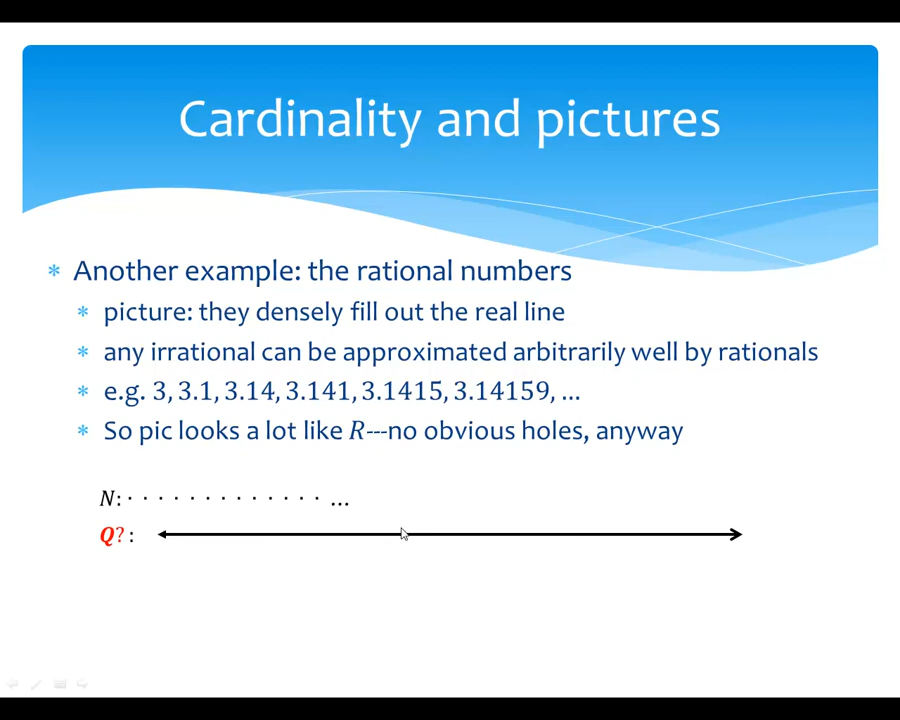 Cardinality and pictures
* Another example: the rational numbers
* picture: they densely fill out the real line
* any irrational can be approximated arbitrarily well by rationals
* e.g. 3, 3.1, 3.14, 3.141, 3.1415, 3.14159, ...
* So pic looks a lot like R---no obvious holes, anyway
N: · · · · · · · · · · · · · ...
Q? :